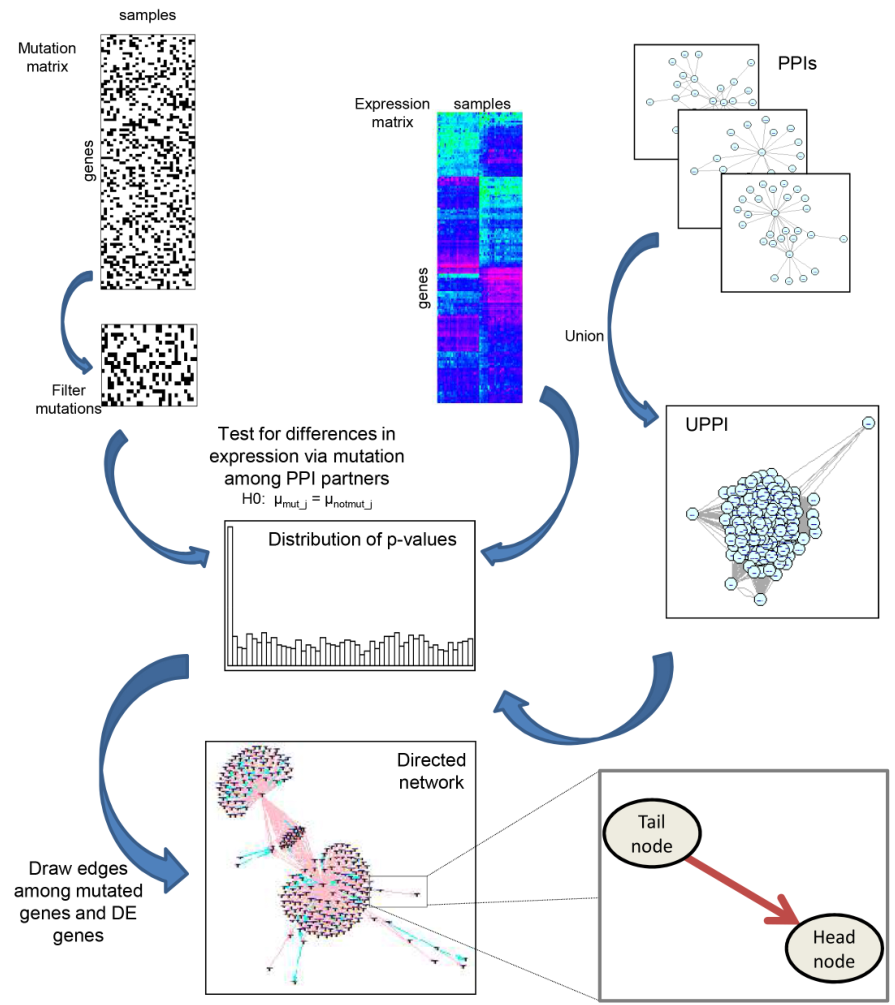 samples
Mutation
matrix
genes
Filter
mutations
Expression
matrix
samples
genes
PPIs
Union
UPPI
Test for differences in
expression via mutation
among PPI partners
H0: μmut_j = μnotmut_j
Distribution of p-values
Directed
network
Draw edges
among mutated
genes and DE
genes
Tail
node
Head
node